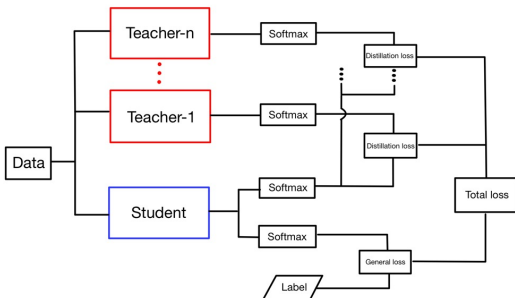 Teacher-n
Softmax
Distillation loss
Teacher-1
Softmax
Distillation loss
Data
Student
Softmax
Total loss
Softmax
General loss
Label